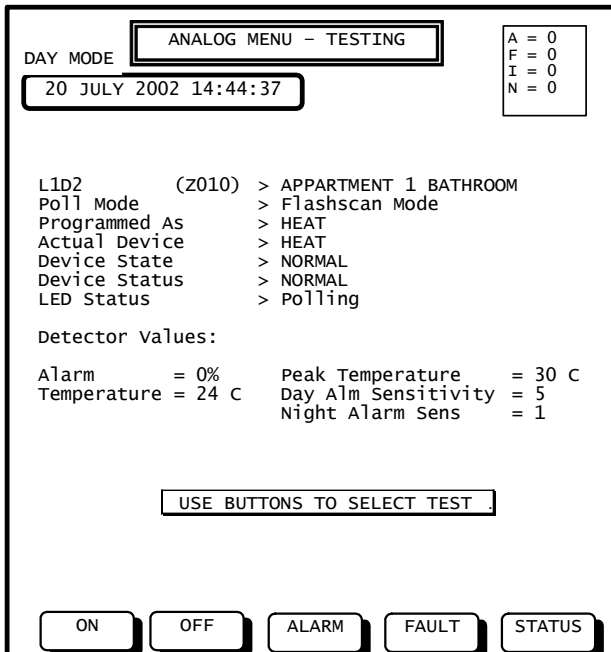 ANALOG MENU – TESTING
DAY MODE
20 JULY 2002 14:44:37
A = 0
F = 0
I = 0
N = 0
L1D2 (Z010) > APPARTMENT 1 BATHROOM
Poll Mode > Flashscan Mode
Programmed As > HEAT
Actual Device > HEAT
Device State > NORMAL
Device Status > NORMAL
LED Status > Polling
Detector Values:
Alarm = 0% Peak Temperature = 30 C
Temperature = 24 C Day Alm Sensitivity = 5
Night Alarm Sens = 1
USE BUTTONS TO SELECT TEST .
ON OFF ALARM FAULT STATUS